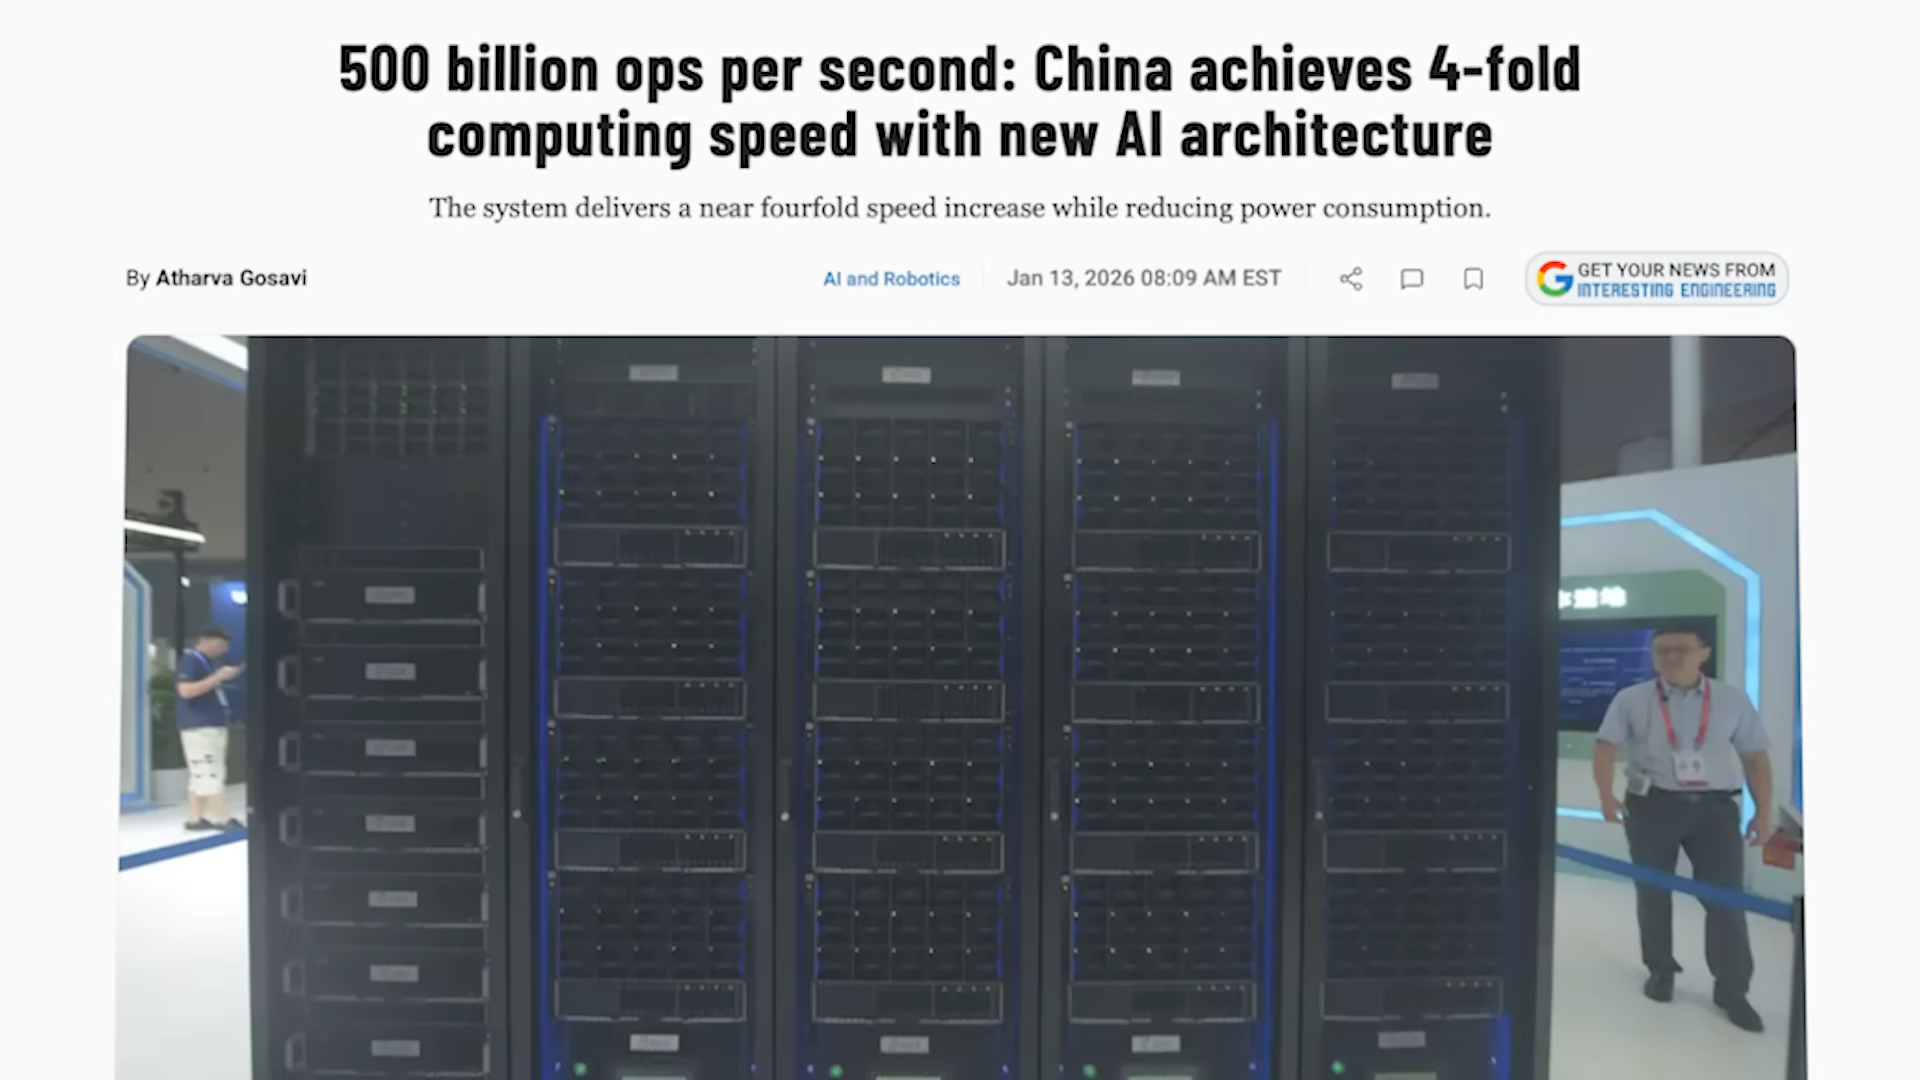 500 billion ops per second: China achieves 4-fold
computing speed with new AI architecture
The system delivers a near fourfold speed increase while reducing power consumption.
By Atharva Gosavi
AI and Robotics
Jan 13, 2026 08:09 AM EST
GET YOUR NEWS FROM
INTERESTING ENGINEERING